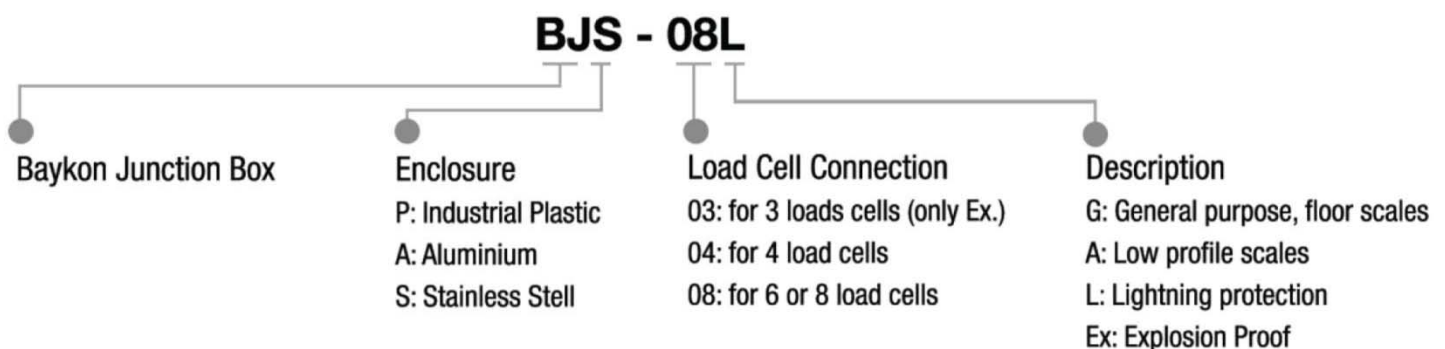 BJS - 08L
Baykon Junction Box
Enclosure
P: Industrial Plastic
A: Aluminium
S: Stainless Stell
Load Cell Connection
03: for 3 loads cells (only Ex.)
04: for 4 load cells
08: for 6 or 8 load cells
Description
G: General purpose, floor scales
A: Low profile scales
L: Lightning protection
Ex: Explosion Proof